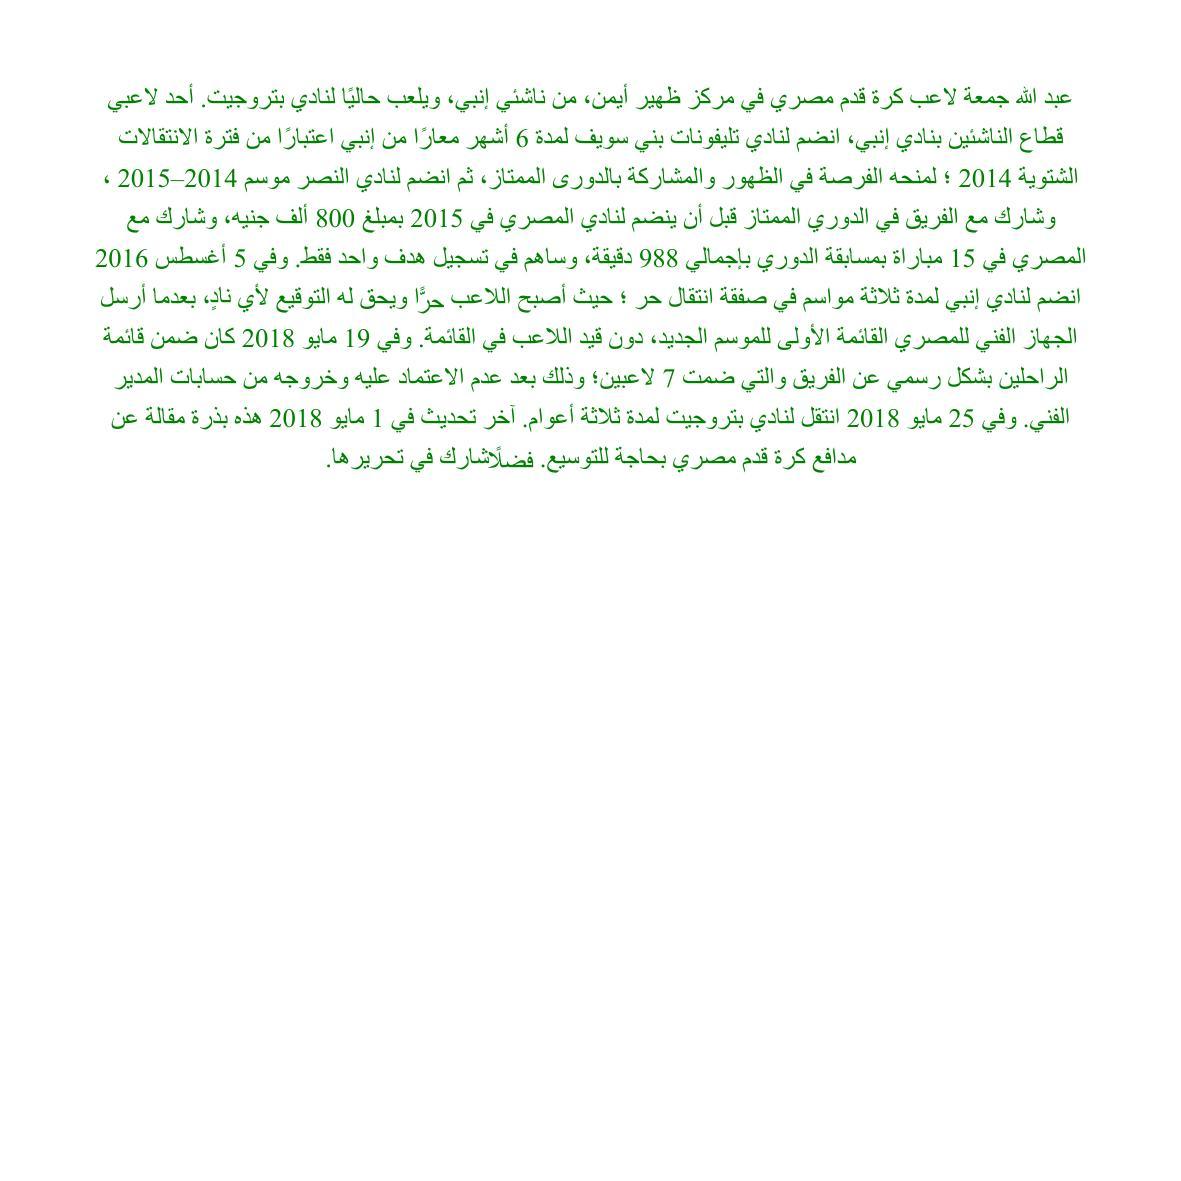 عبد الله جمعة لاعب كرة قدم مصري في مركز ظهير أيمن، من ناشئي إنبي، ويلعب حاليًا لنادي بتروجيت. أحد لاعبي
قطاع الناشئين بنادي إنبي، انضم لنادي تليفونات بني سويف لمدة 6 أشهر معارًا من إنبي اعتبارًا من فترة الانتقالات
الشتوية 2014 ؛ لمنحه الفرصة في الظهور والمشاركة بالدورى الممتاز، ثم انضم لنادي النصر موسم 2014–2015 ،
وشارك مع الفريق في الدوري الممتاز قبل أن ينضم لنادي المصري في 2015 بمبلغ 800 ألف جنيه، وشارك مع
المصري في 15 مباراة بمسابقة الدوري بإجمالي 988 دقيقة، وساهم في تسجيل هدف واحد فقط. وفي 5 أغسطس 2016
انضم لنادي إنبي لمدة ثلاثة مواسم في صفقة انتقال حر ؛ حيث أصبح اللاعب حرًّا ويحق له التوقيع لأي نادٍ، بعدما أرسل
الجهاز الفني للمصري القائمة الأولى للموسم الجديد، دون قيد اللاعب في القائمة. وفي 19 مايو 2018 كان ضمن قائمة
الراحلين بشكل رسمي عن الفريق والتي ضمت 7 لاعبين؛ وذلك بعد عدم الاعتماد عليه وخروجه من حسابات المدير
الفني. وفي 25 مايو 2018 انتقل لنادي بتروجيت لمدة ثلاثة أعوام. آخر تحديث في 1 مايو 2018 هذه بذرة مقالة عن
مدافع كرة قدم مصري بحاجة للتوسيع. فضلًاشارك في تحريرها.